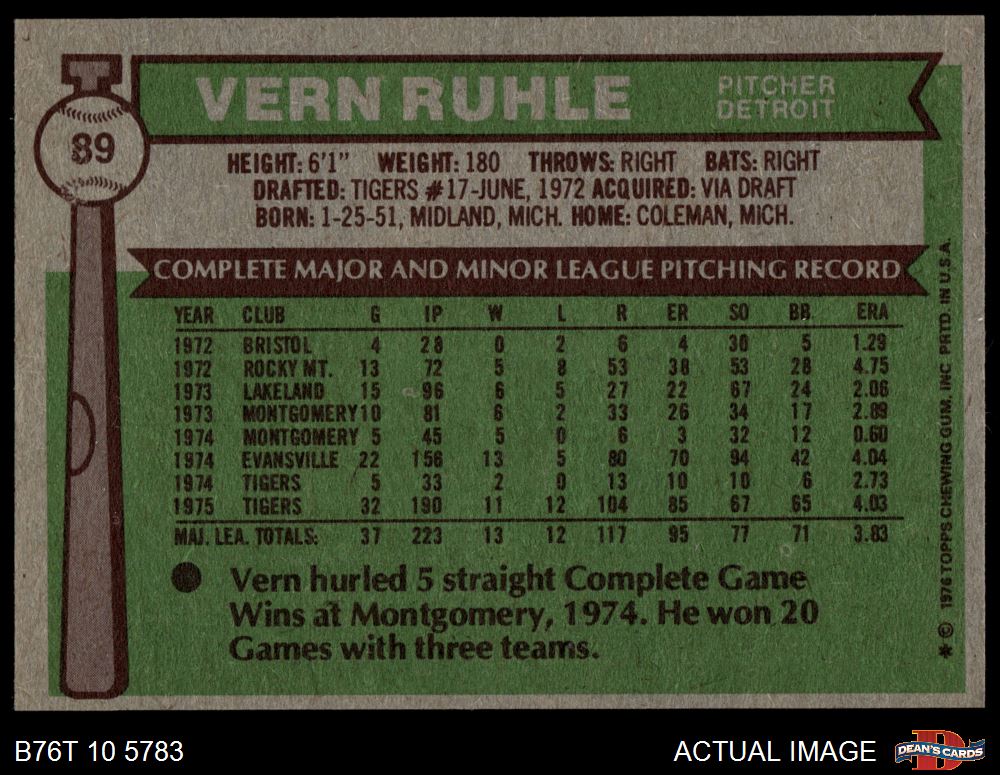 VERN RUHLE
PITCHER
DETROIT
89
HEIGHT: 6'1" WEIGHT: 180 THROWS: RIGHT BATS: RIGHT
DRAFTED: TIGERS #17-JUNE, 1972 ACQUIRED: VIA DRAFT
BORN: 1-25-51, MIDLAND, MICH. HOME: COLEMAN, MICH.
COMPLETE MAJOR AND MINOR LEAGUE PITCHING RECORD
YEAR CLUB G IP W L R ER SO BB ERA
1972 BRISTOL 4 28 0 2 6 4 30 5 1.29
1972 ROCKY MT. 13 72 5 8 53 38 53 28 4.75
1973 LAKELAND 15 96 6 5 27 22 67 24 2.06
1973 MONTGOMERY 10 81 6 2 33 26 34 17 2.89
1974 MONTGOMERY 5 45 5 0 6 3 32 12 0.60
1974 EVANSVILLE 22 156 13 5 80 70 94 42 4.04
1974 TIGERS 5 33 2 0 13 10 10 6 2.73
1975 TIGERS 32 190 11 12 104 85 67 65 4.03
MAJ. LEA. TOTALS: 37 223 13 12 117 95 77 71 3.83
Vern hurled 5 straight Complete Game
Wins at Montgomery, 1974. He won 20
Games with three teams.
* © 1976 TOPPS CHEWING GUM, INC PRTD. IN U.S.A.
B76T 10 5783
ACTUAL IMAGE
D
DEAN'S CARDS